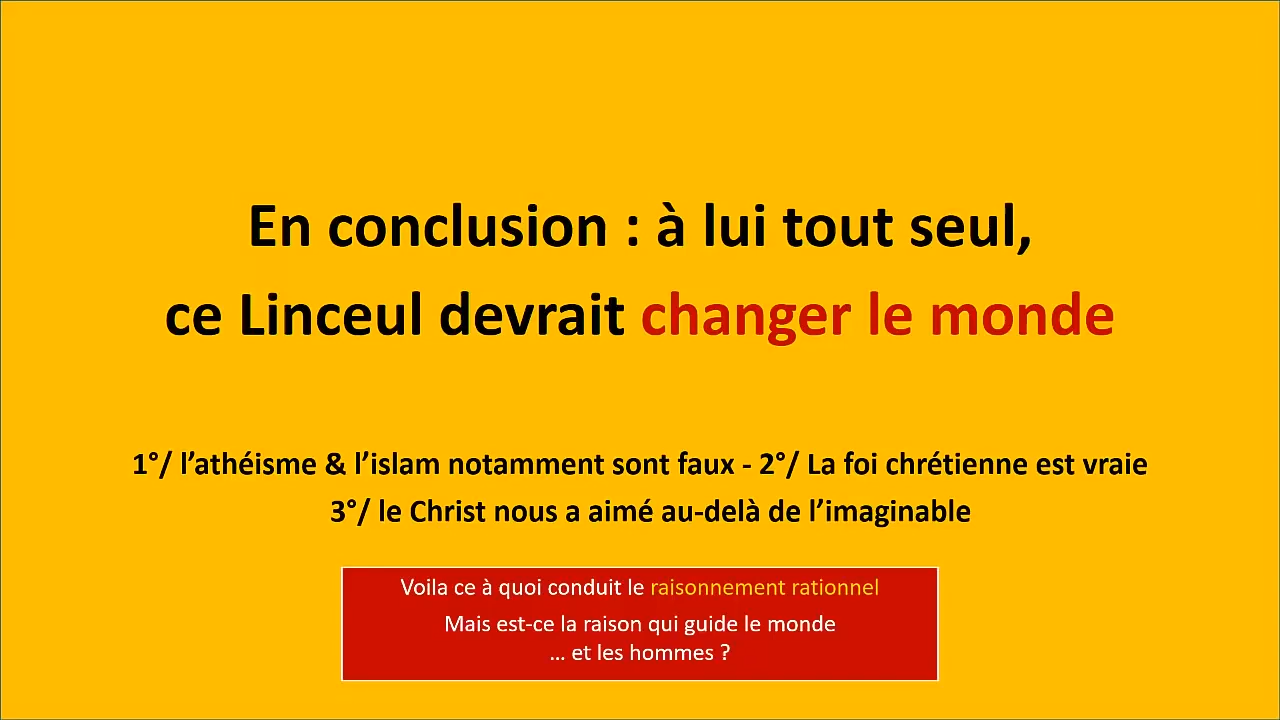 En conclusion : à lui tout seul,
ce Linceul devrait changer le monde
1°/ l’athéisme & l’islam notamment sont faux - 2°/ La foi chrétienne est vraie
3°/ le Christ nous a aimé au-delà de l’imaginable
Voila ce à quoi conduit le raisonnement rationnel
Mais est-ce la raison qui guide le monde
… et les hommes ?